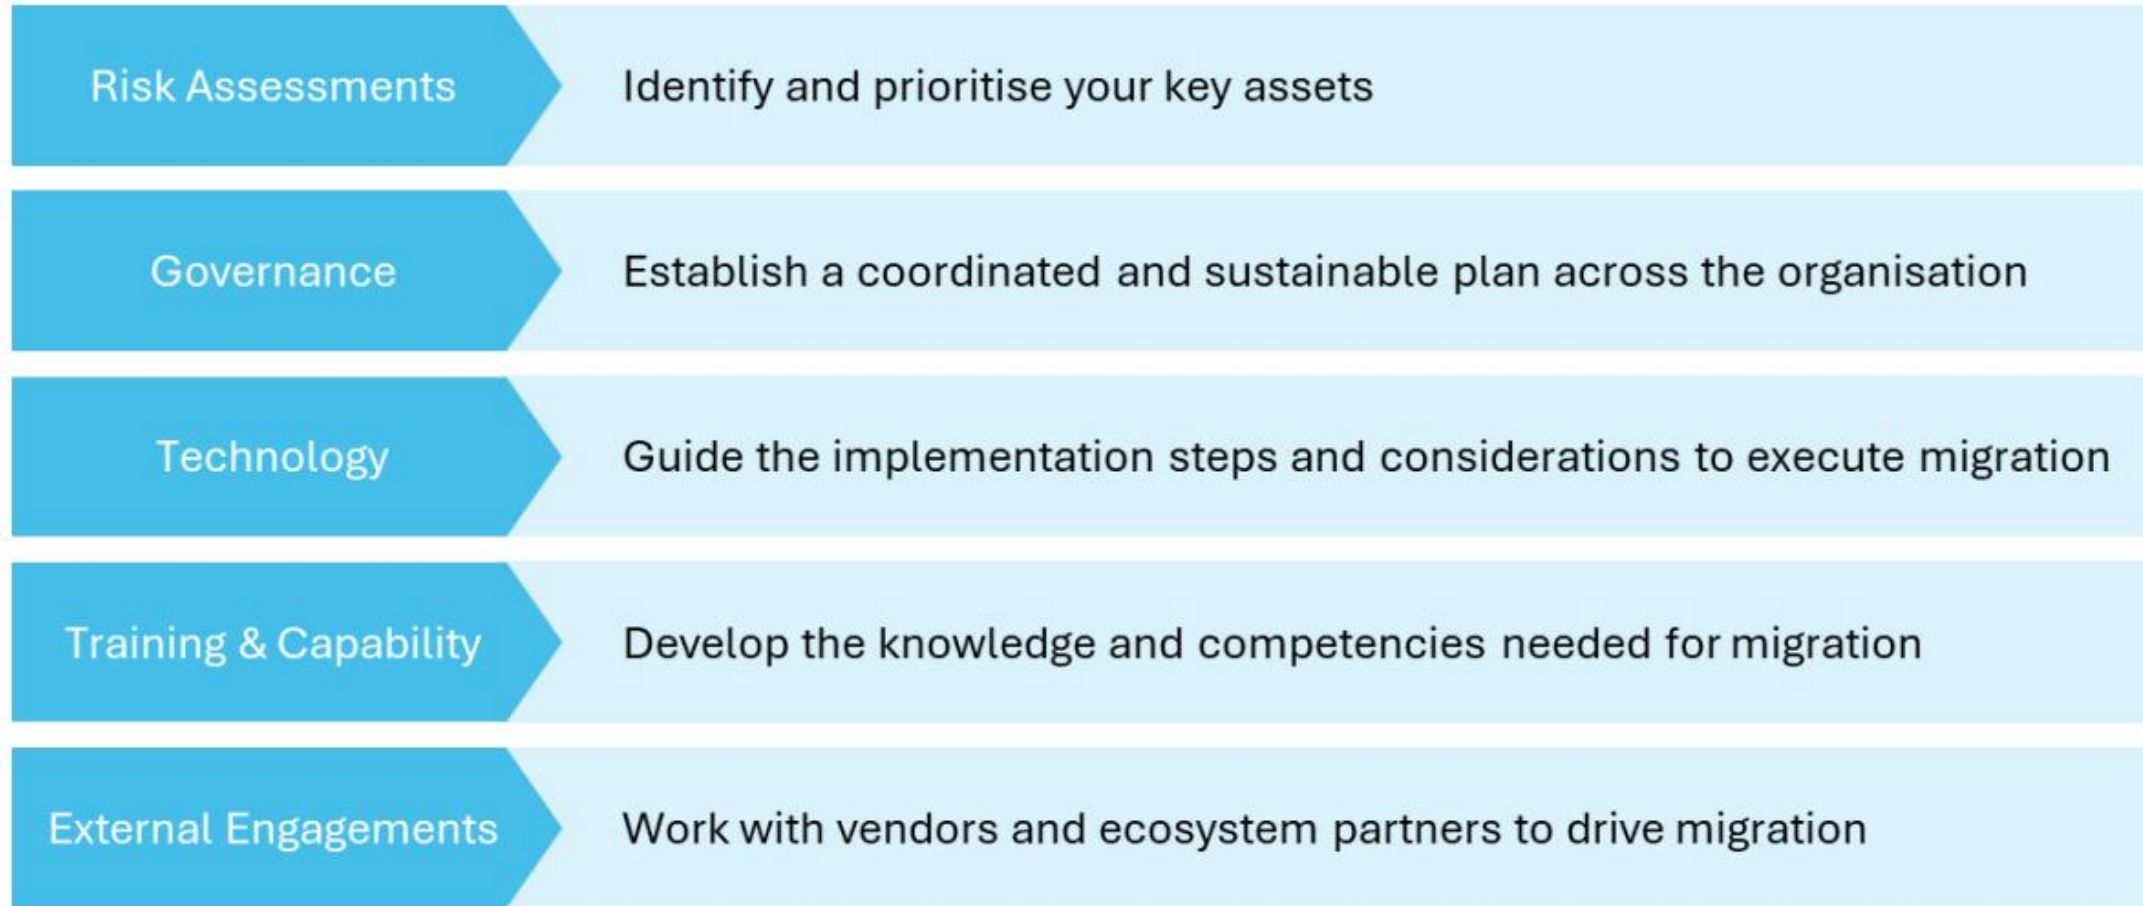 Risk Assessments
Identify and prioritise your key assets
Governance
Establish a coordinated and sustainable plan across the organisation
Technology
Guide the implementation steps and considerations to execute migration
Training & Capability
Develop the knowledge and competencies needed for migration
External Engagements
Work with vendors and ecosystem partners to drive migration